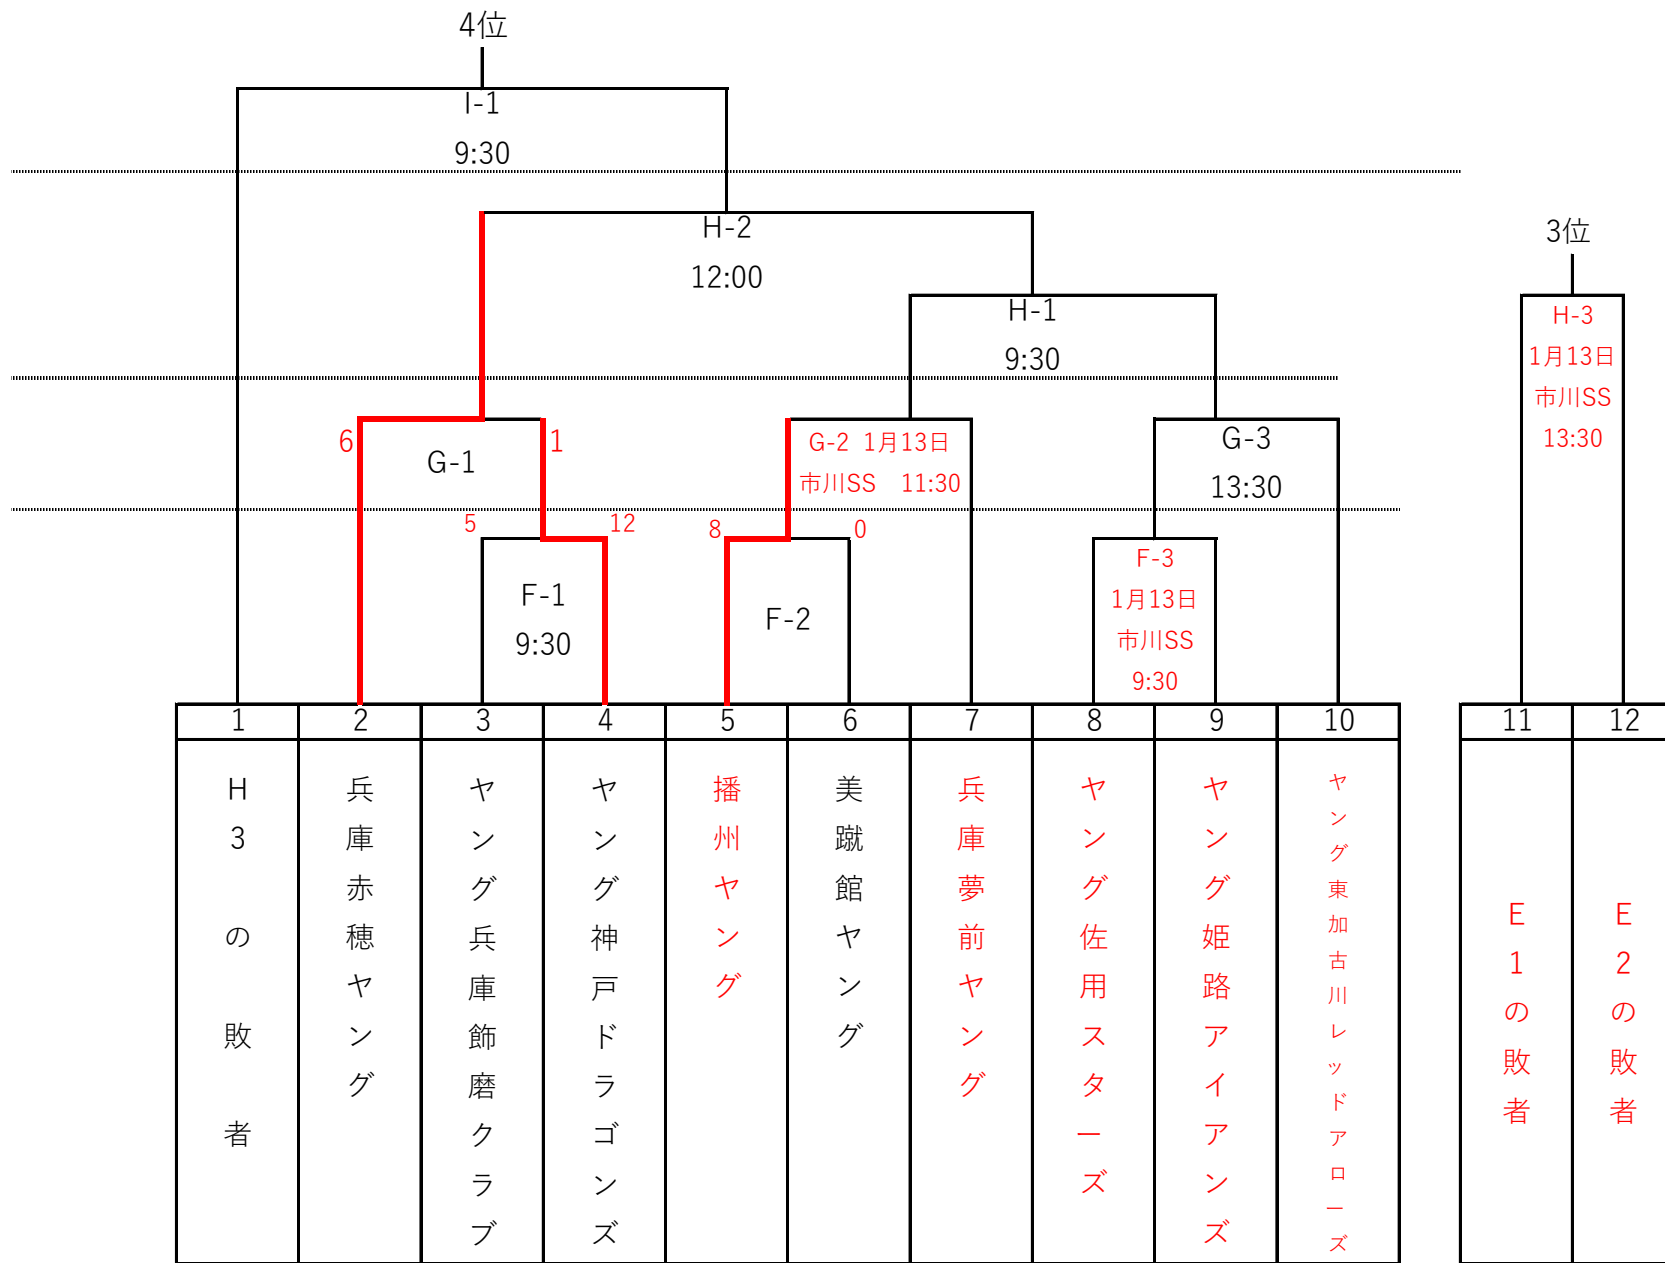 4位
I-1
9:30
H-2
12:00
3位
H-1
9:30
H-3
1月13日
市川SS
13:30
6
1
G-1
G-2 1月13日
市川SS 11:30
G-3
13:30
5
12
8
0
F-1
9:30
F-2
F-3
1月13日
市川SS
9:30
1
2
3
4
5
6
7
8
9
10
11
12
H3の敗者
兵庫赤穂ヤング
ヤング兵庫飾磨クラブ
ヤング神戸ドラゴンズ
播州ヤング
美蹴館ヤング
兵庫夢前ヤング
ヤング佐用スターズ
ヤング姫路アイアンズ
ヤング東加古川レッドアローズ
E1の敗者
E2の敗者